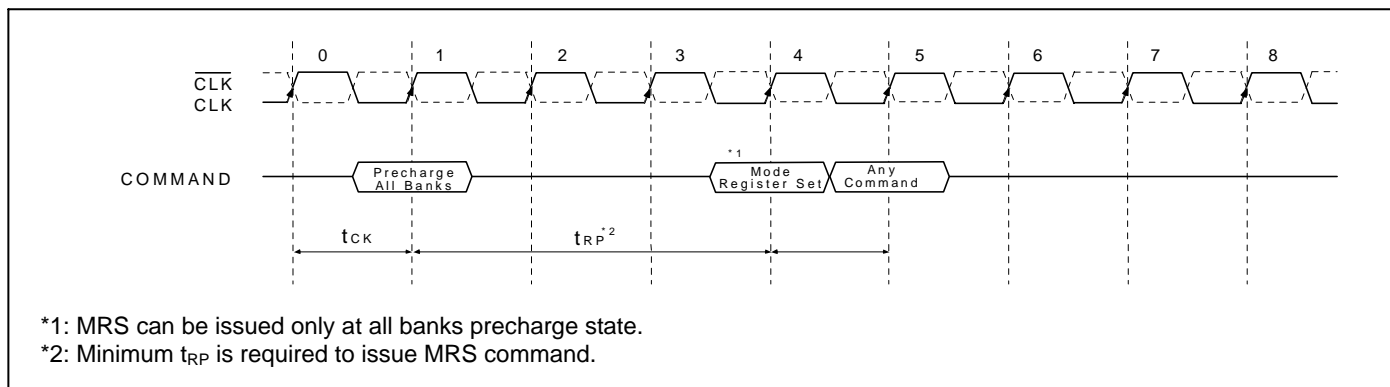 0 1 2 3 4 5 6 7 8
CLK
CLK
COMMAND
Precharge
All Banks
*1
Mode
Register Set
Any
Command
tCK
tRP*2
*1: MRS can be issued only at all banks precharge state.
*2: Minimum tRP is required to issue MRS command.